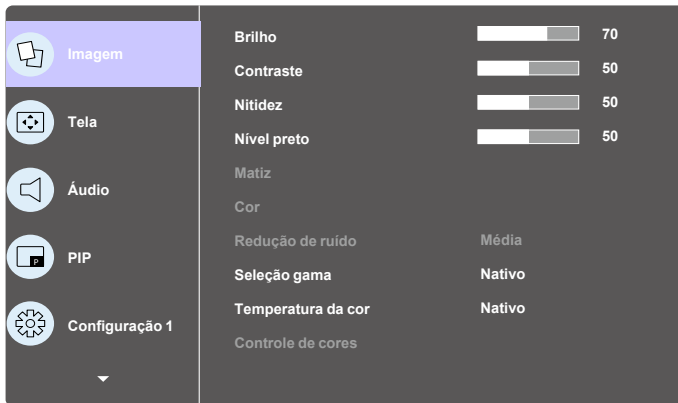 Imagem
Tela
Áudio
P
PIP
Configuração 1
Brilho 70
Contraste 50
Nitidez 50
Nível preto 50
Matiz
Cor
Redução de ruído Média
Seleção gama Nativo
Temperatura da cor Nativo
Controle de cores